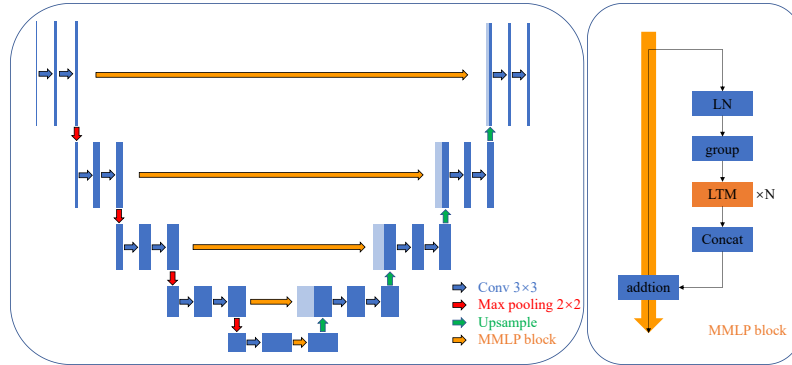 Conv 3×3
Max pooling 2×2
Upsample
MMLP block
LN
group
LTM
×N
Concat
addtion
MMLP block